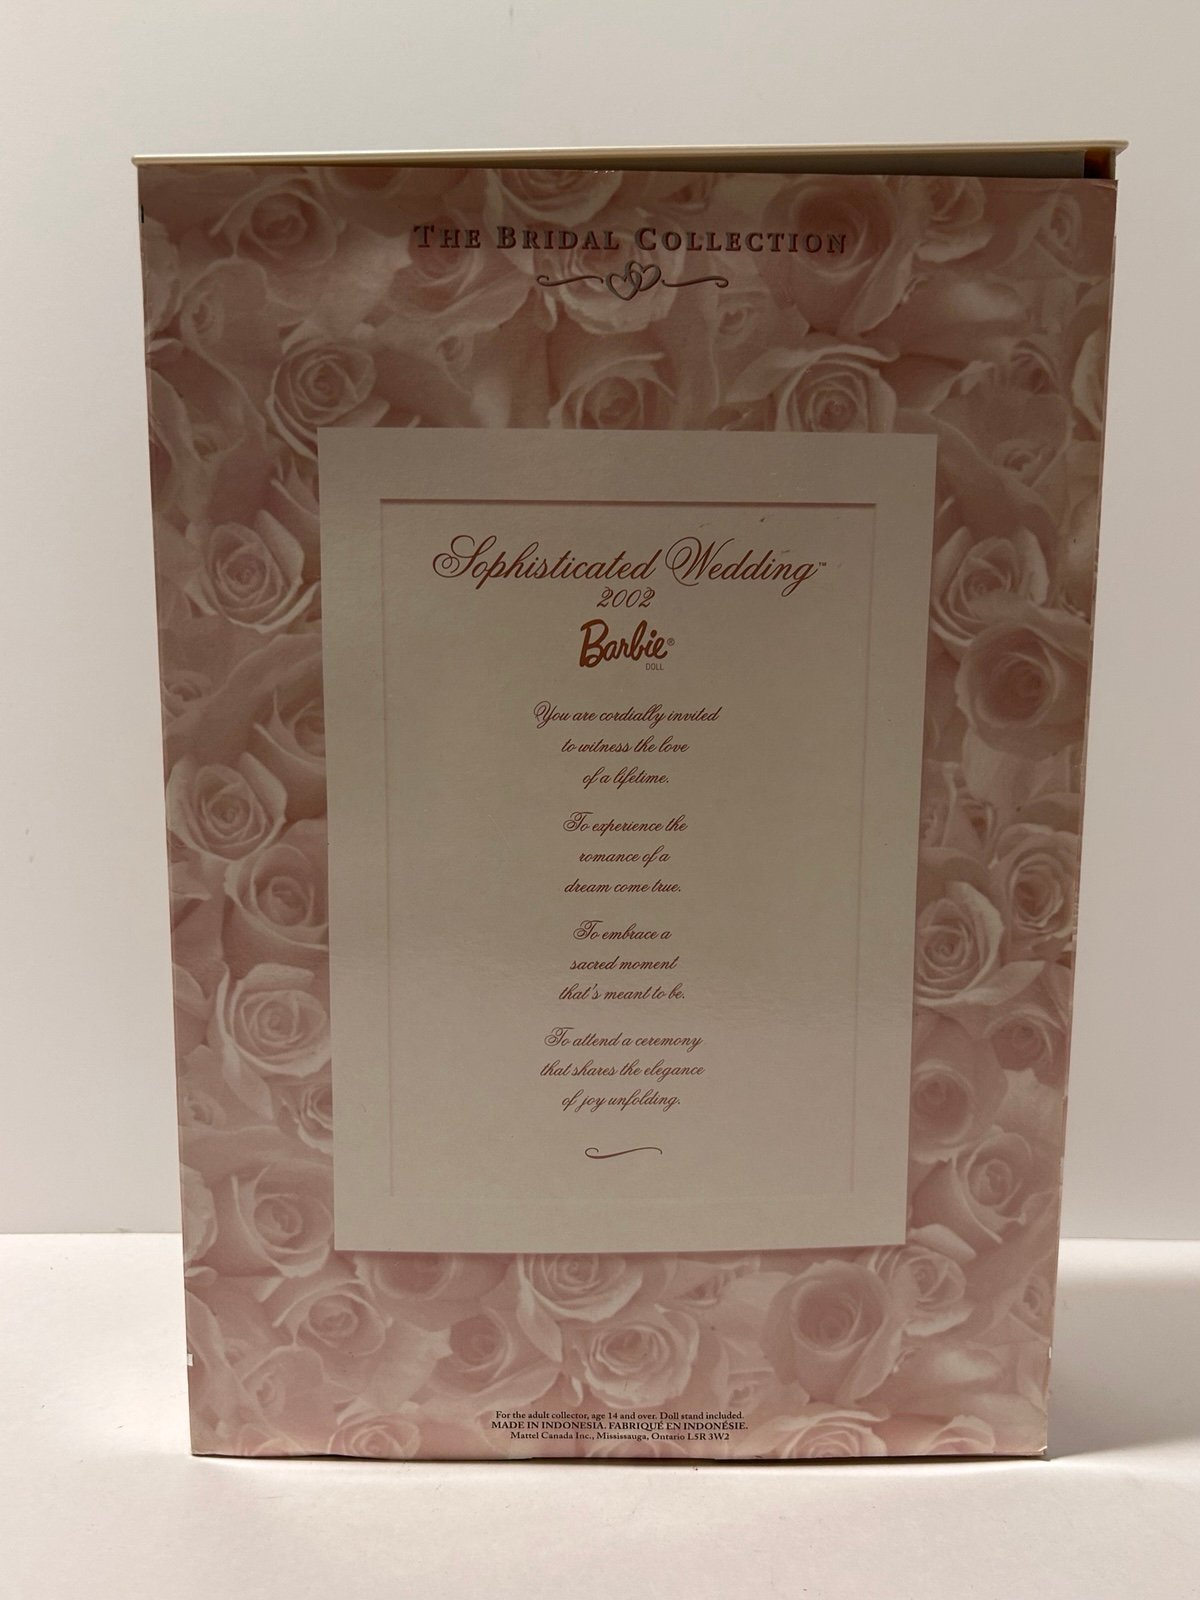 THE BRIDAL COLLECTION
Sophisticated Wedding™
2002
Barbie®
DOLL
You are cordially invited
to witness the love
of a lifetime.
To experience the
romance of a
dream come true.
To embrace a
sacred moment
that's meant to be.
To attend a ceremony
that shares the elegance
of joy unfolding.
For the adult collector, age 14 and over. Doll stand included.
MADE IN INDONESIA. FABRIQUÉ EN INDONÉSIE.
Mattel Canada Inc., Mississauga, Ontario L5R 3W2